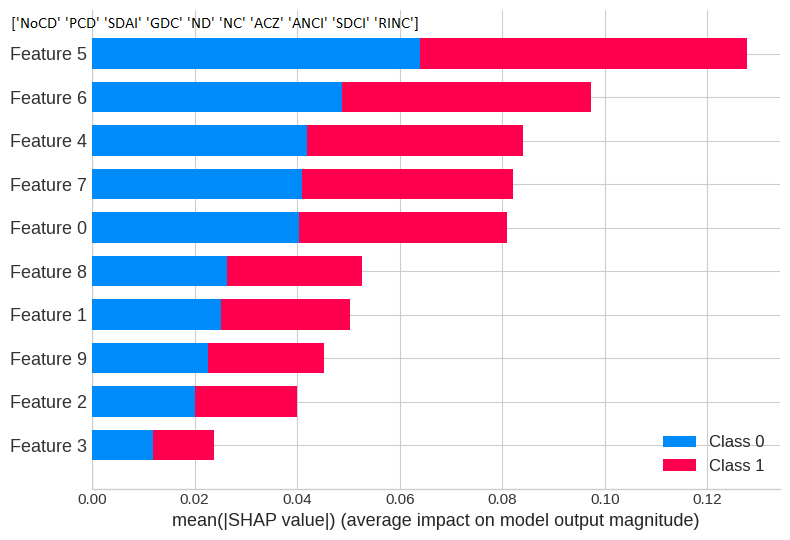 ['NoCD' 'PCD' 'SDAI' 'GDC' 'ND' 'NC' 'ACZ' 'ANCI' 'SDCI' 'RINC']
Feature 5
Feature 6
Feature 4
Feature 7
Feature 0
Feature 8
Feature 1
Feature 9
Feature 2
Feature 3
Class 0
Class 1
0.00 0.02 0.04 0.06 0.08 0.10 0.12
mean(|SHAP value|) (average impact on model output magnitude)